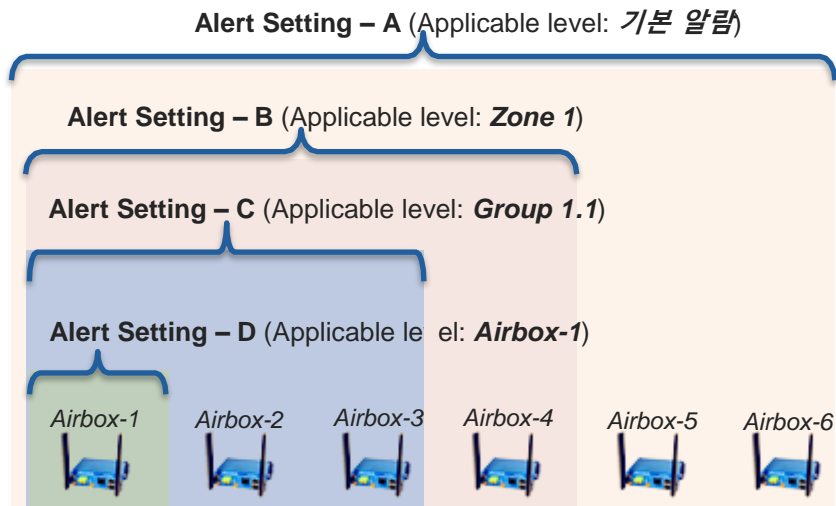 Alert Setting – A (Applicable level: 기본 알람)
Alert Setting – B (Applicable level: Zone 1)
Alert Setting – C (Applicable level: Group 1.1)
Alert Setting – D (Applicable le el: Airbox-1)
Airbox-1 Airbox-2 Airbox-3 Airbox-4 Airbox-5 Airbox-6